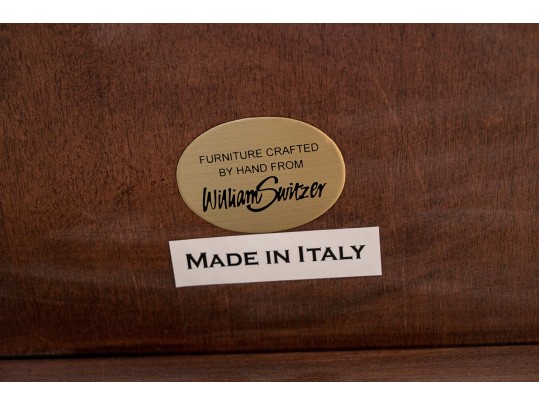 FURNITURE CRAFTED
BY HAND FROM
William Switzer
MADE IN ITALY